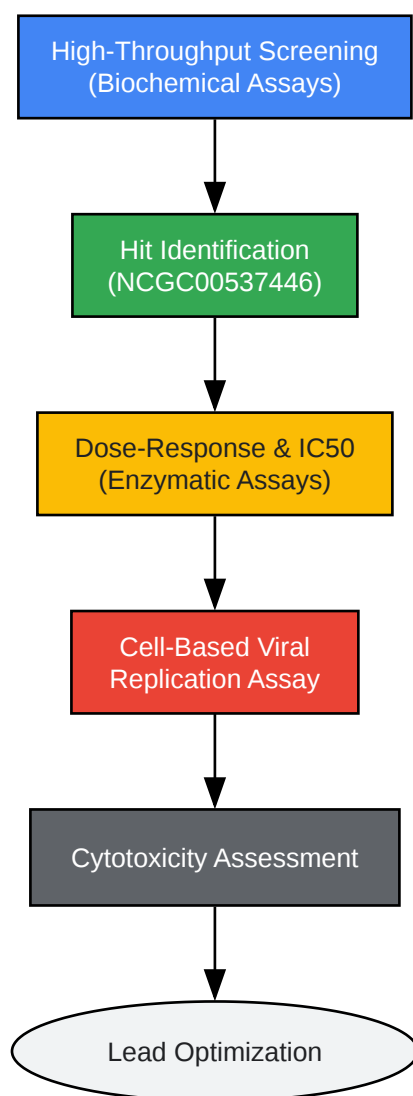 High-Throughput Screening
(Biochemical Assays)
Hit Identification
(NCGC00537446)
Dose-Response & IC50
(Enzymatic Assays)
Cell-Based Viral
Replication Assay
Cytotoxicity Assessment
Lead Optimization